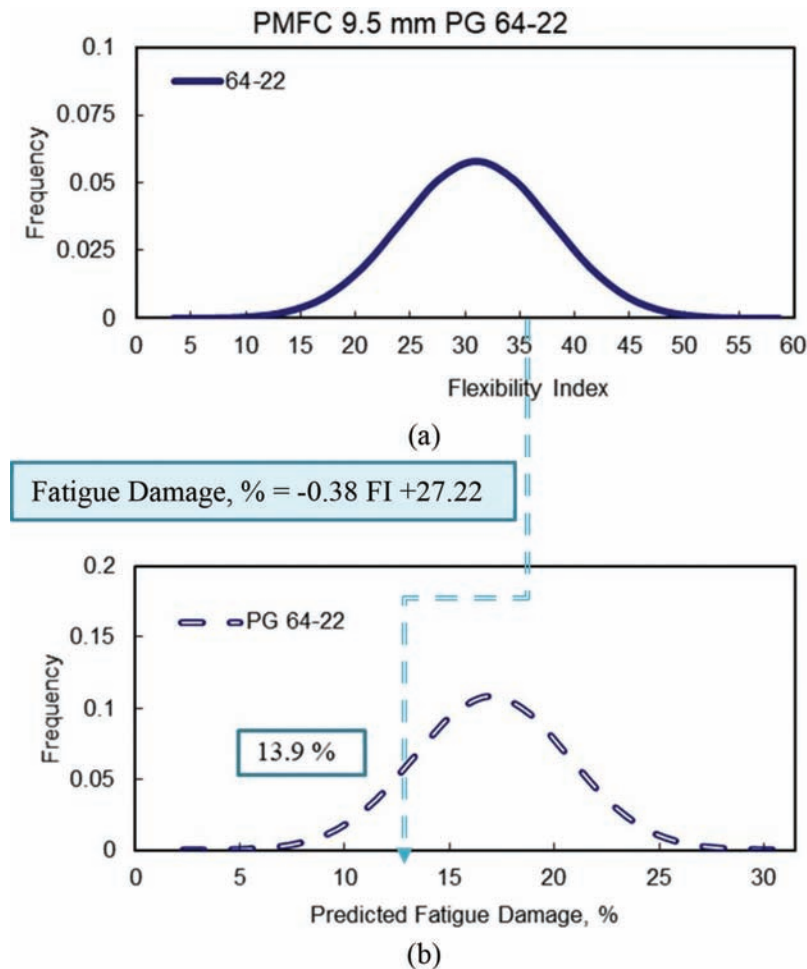 PMFC 9.5 mm PG 64-22
0.1
0.075
0.05
0.025
0
Frequency
64-22
0 5 10 15 20 25 30 35 40 45 50 55 60
Flexibility Index
(a)
Fatigue Damage, % = -0.38 FI +27.22
0.2
0.15
0.1
0.05
0
Frequency
PG 64-22
13.9 %
0 5 10 15 20 25 30
Predicted Fatigue Damage, %
(b)